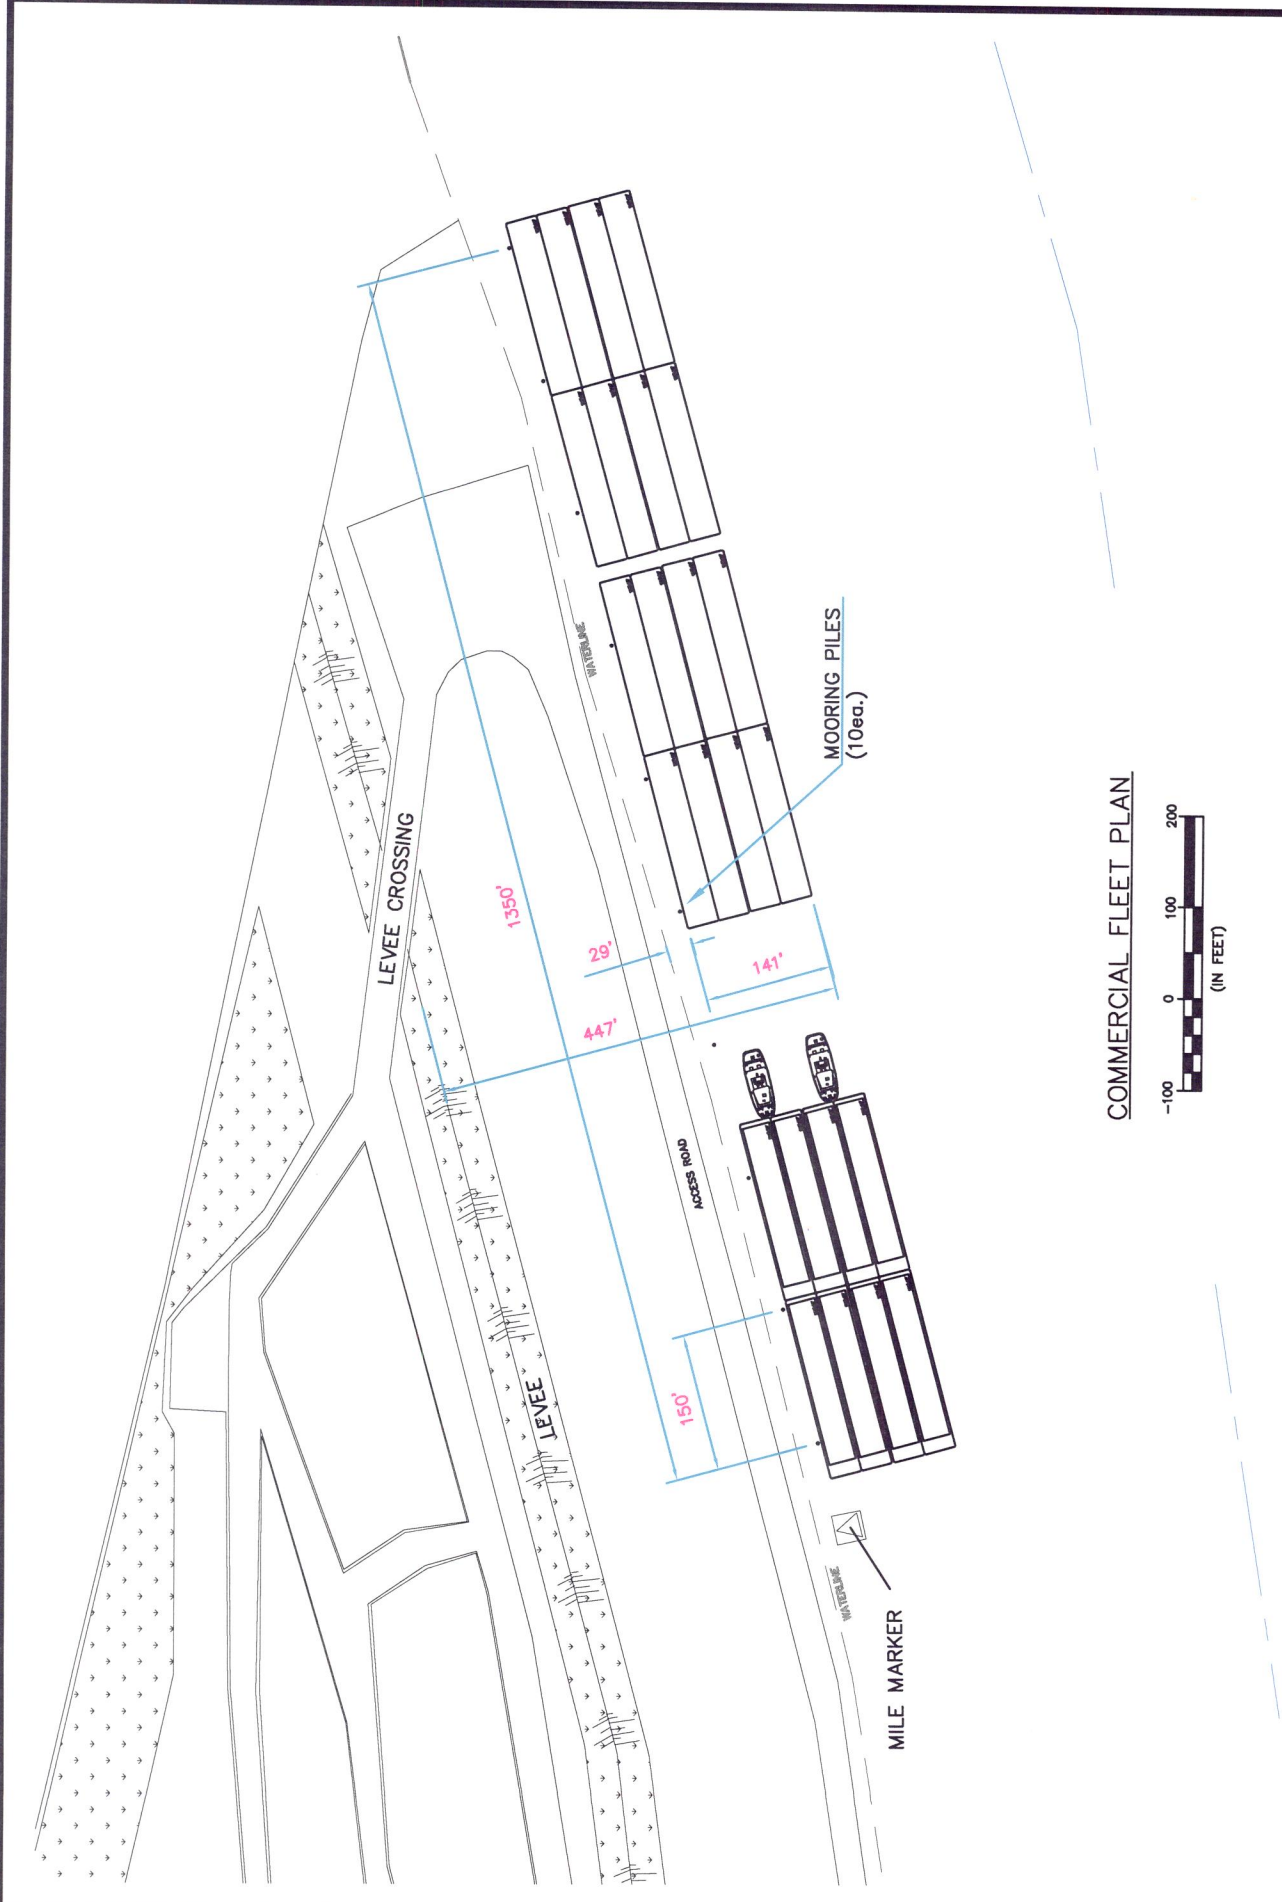 LEVEE CROSSING
WATERLINE
1350'
29'
MOORING PILES
(10ea.)
141'
447'
ACCESS ROAD
LEVEE
150'
WATERLINE
MILE MARKER
COMMERCIAL FLEET PLAN
-100 0 100 200
(IN FEET)